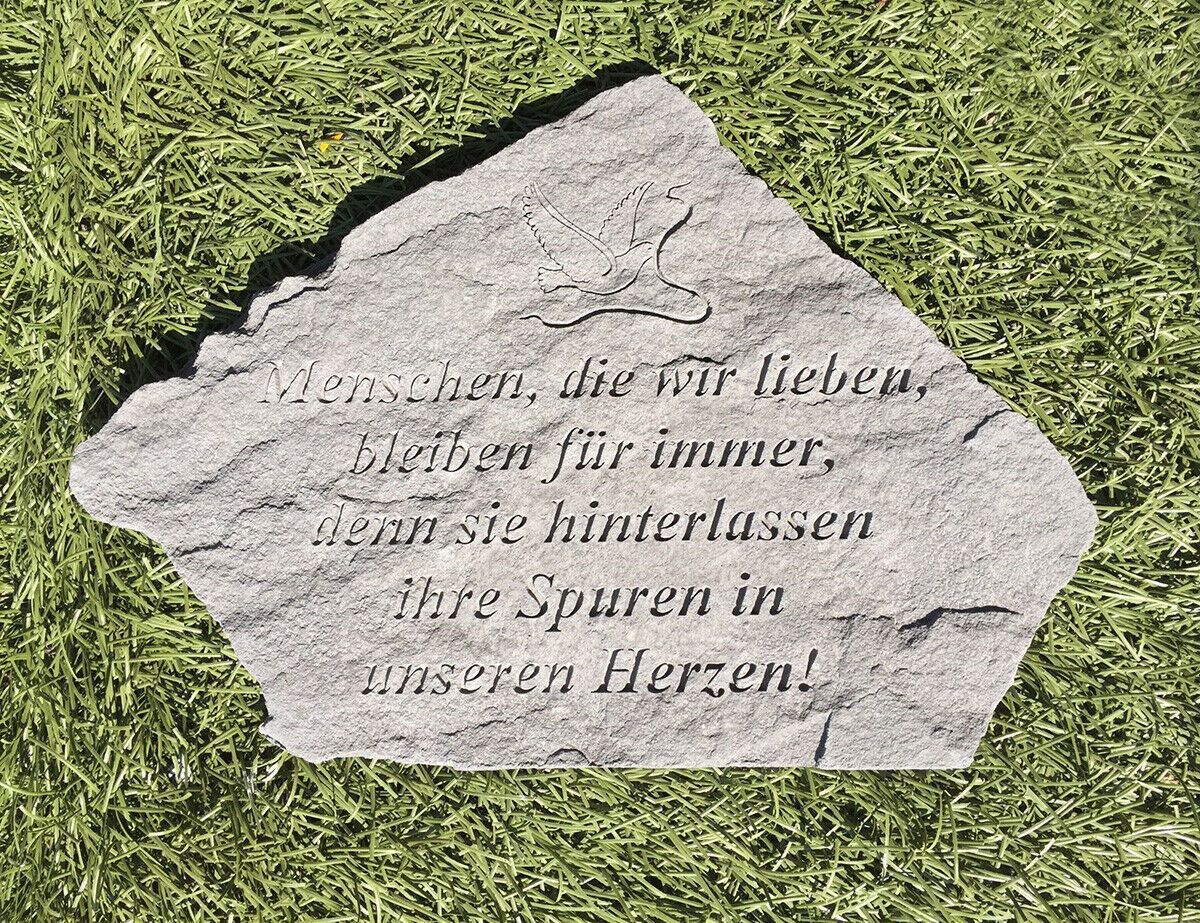 Menschen, die wir lieben,
bleiben für immer,
denn sie hinterlassen
ihre Spuren in
unseren Herzen!